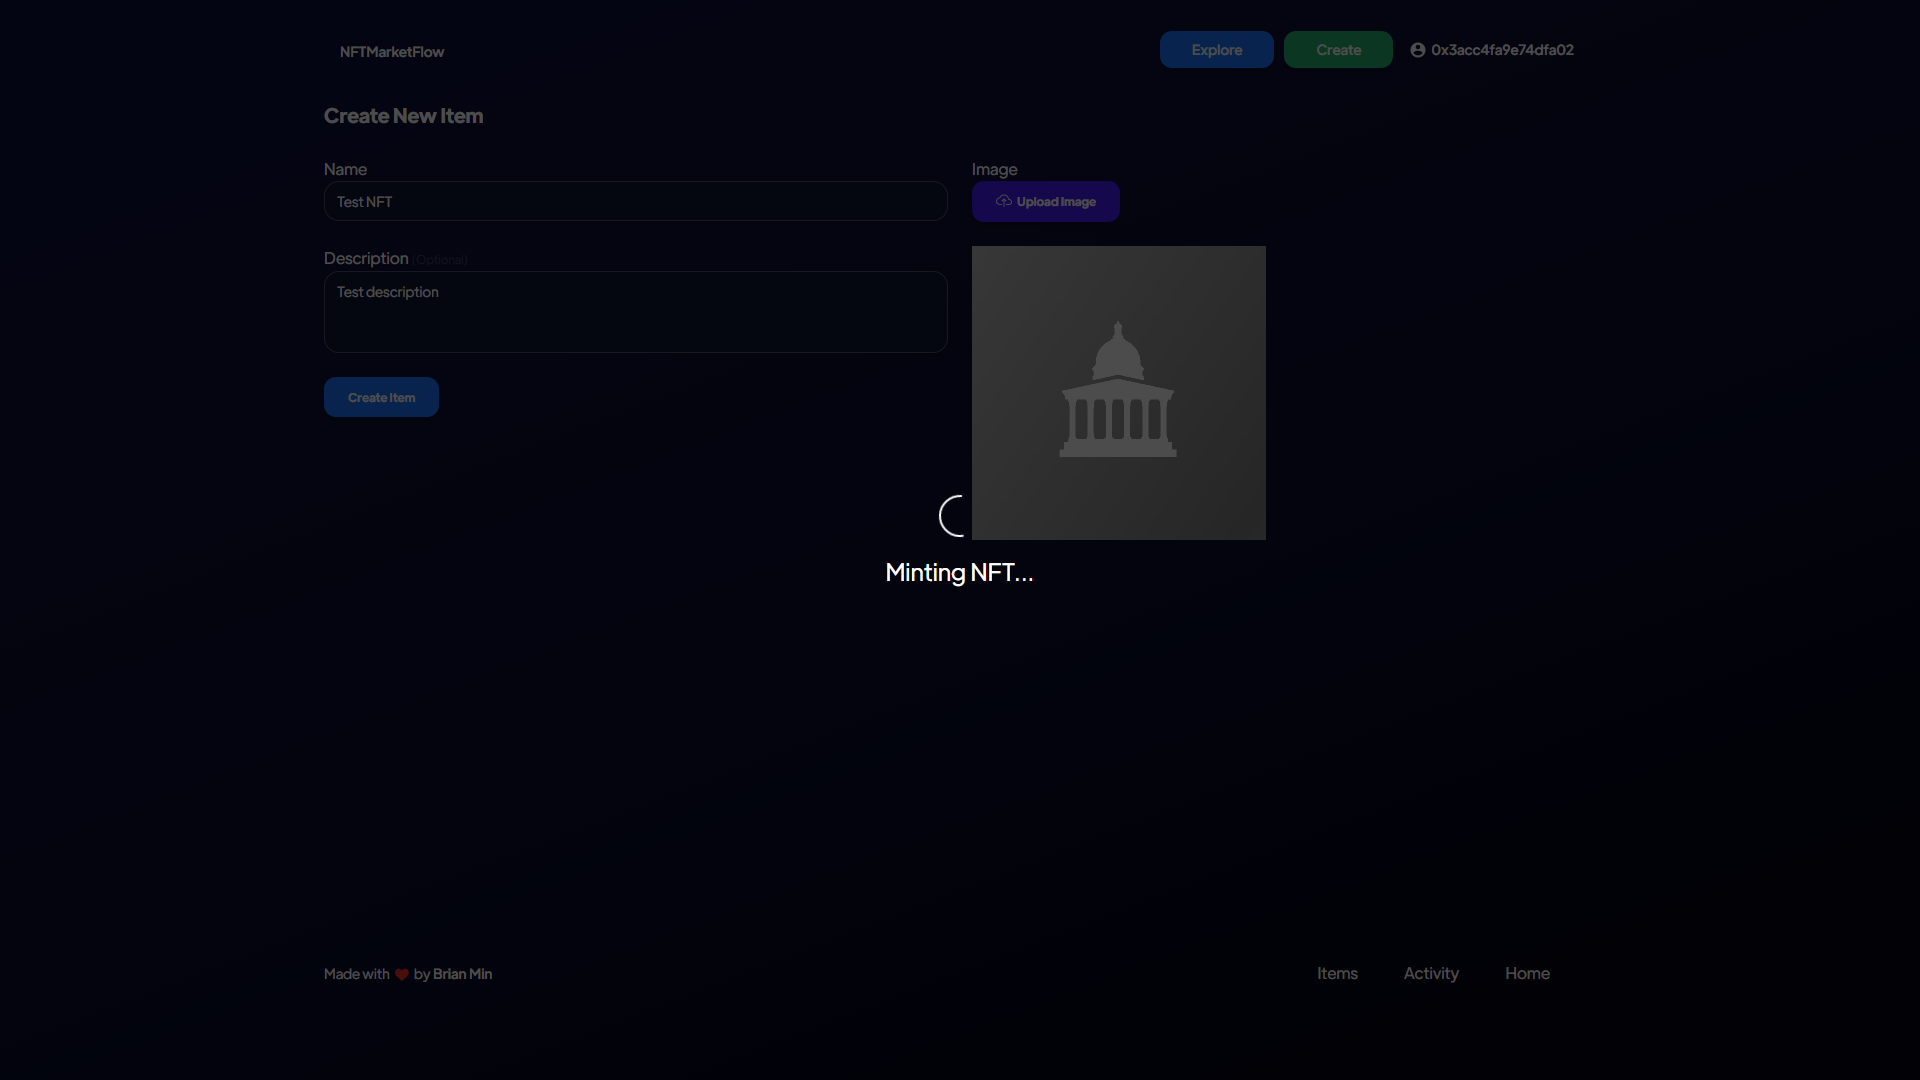 NFTMarketFlow
Explore
Create
0x3acc4fa9e74dfa02
Create New Item
Name
Test NFT
Image
Upload Image
Description (Optional)
Test description
Create Item
Minting NFT...
Made with ❤ by Brian Min
Items
Activity
Home